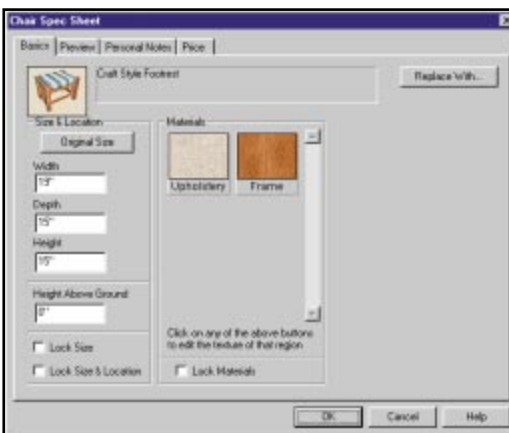 Chair Spec Sheet
Basics Preview Personal Notes Price
Craft Style Footrest
Replace With...
Size & Location
Original Size
Width
19"
Depth
15"
Height
15"
Height Above Ground:
0"
Lock Size
Lock Size & Location
Materials
Upholstery Frame
Click on any of the above buttons
to edit the texture of that region
Lock Materials
OK Cancel Help